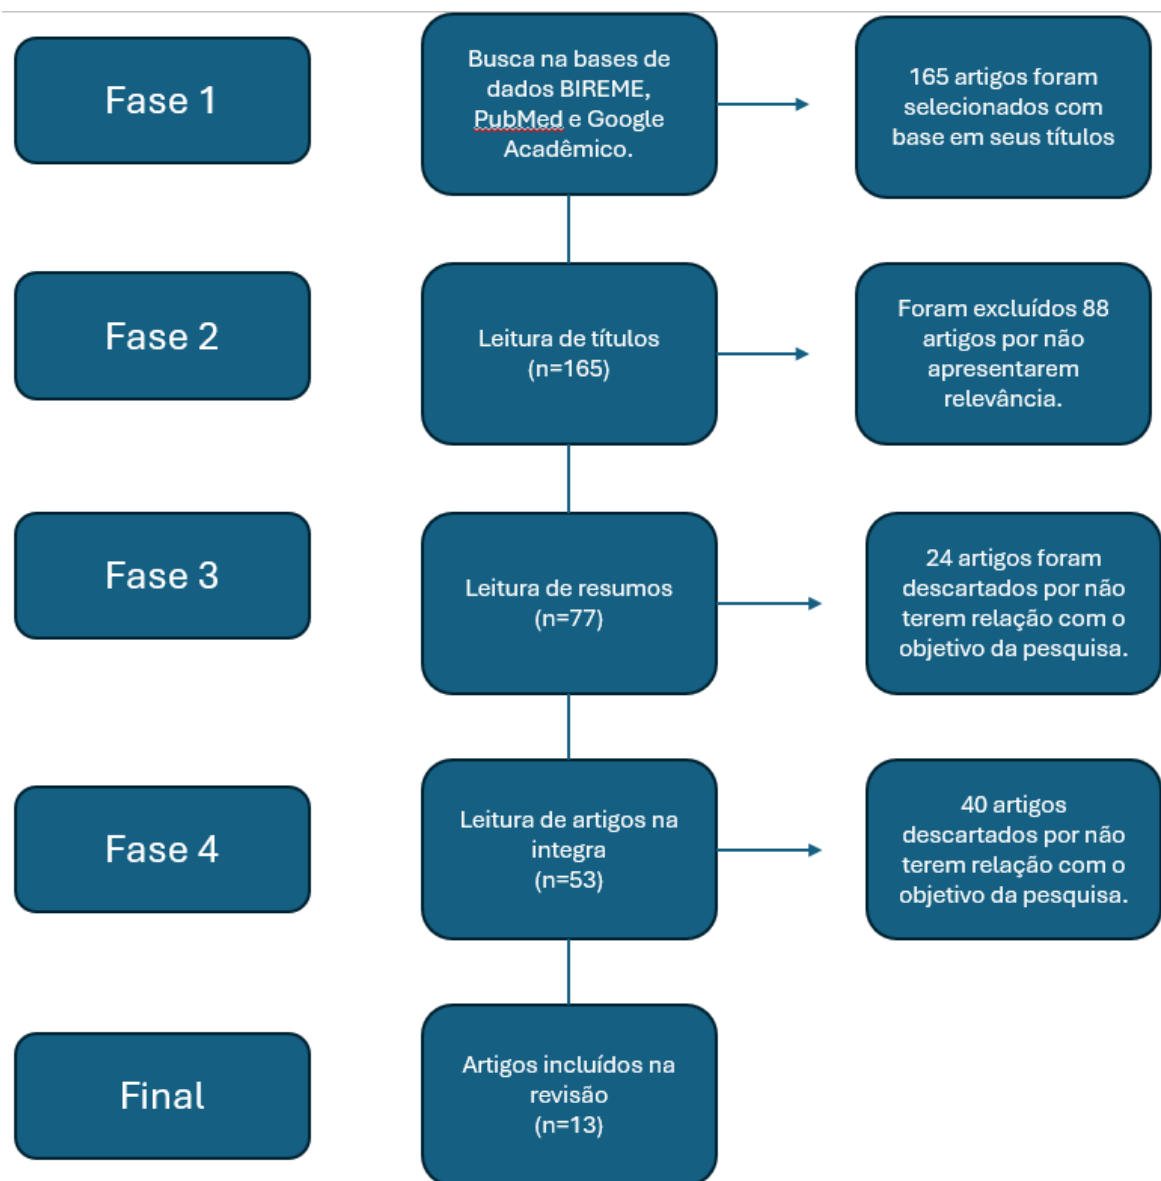 Fase 1
Busca na bases de
dados BIREME,
PubMed e Google
Acadêmico.
165 artigos foram
selecionados com
base em seus títulos
Fase 2
Leitura de títulos
(n=165)
Foram excluídos 88
artigos por não
apresentarem
relevância.
Fase 3
Leitura de resumos
(n=77)
24 artigos foram
descartados por não
terem relação com o
objetivo da pesquisa.
Fase 4
Leitura de artigos na
integra
(n=53)
40 artigos
descartados por não
terem relação com o
objetivo da pesquisa.
Final
Artigos incluídos na
revisão
(n=13)